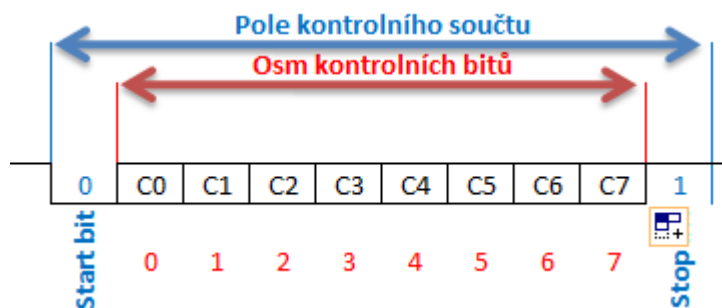 Pole kontrolního součtu
Osm kontrolních bitů
0 C0 C1 C2 C3 C4 C5 C6 C7 1
Start bit 0 1 2 3 4 5 6 7 Stop